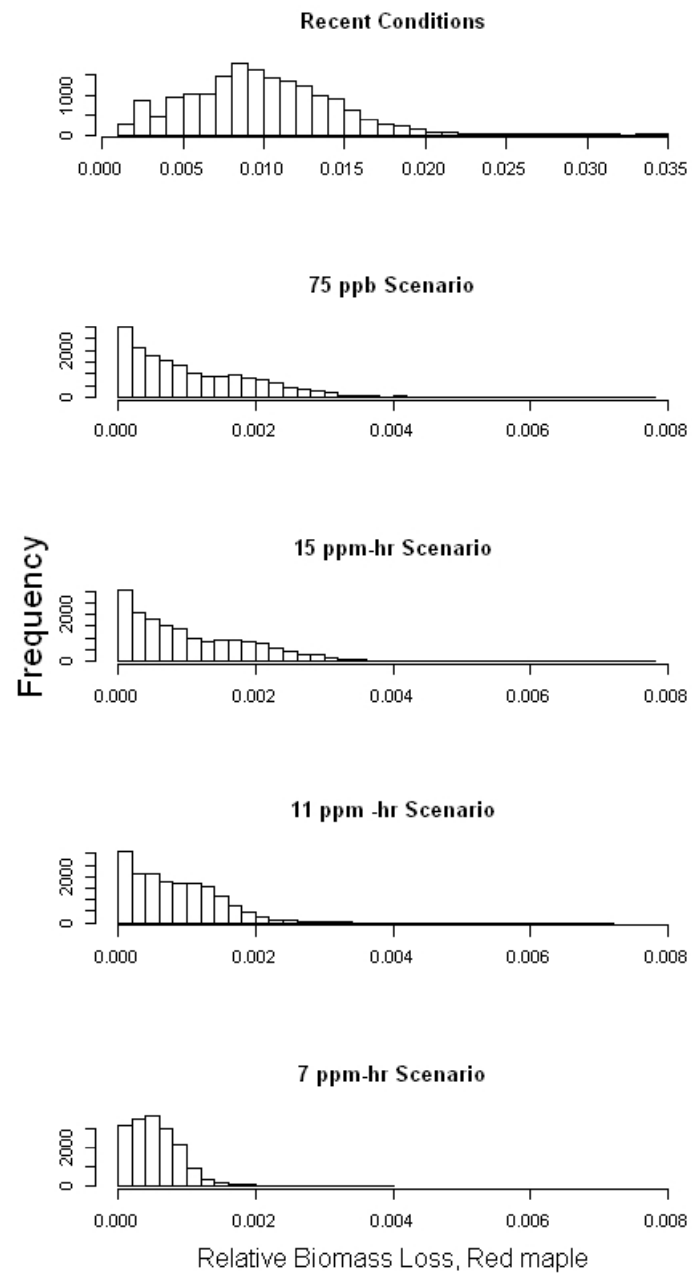 Recent Conditions
1000
0
0.000 0.005 0.010 0.015 0.020 0.025 0.030 0.035
75 ppb Scenario
2000
0
0.000 0.002 0.004 0.006 0.008
15 ppm-hr Scenario
2000
0
0.000 0.002 0.004 0.006 0.008
Frequency
11 ppm -hr Scenario
2000
0
0.000 0.002 0.004 0.006 0.008
7 ppm-hr Scenario
2000
0
0.000 0.002 0.004 0.006 0.008
Relative Biomass Loss, Red maple